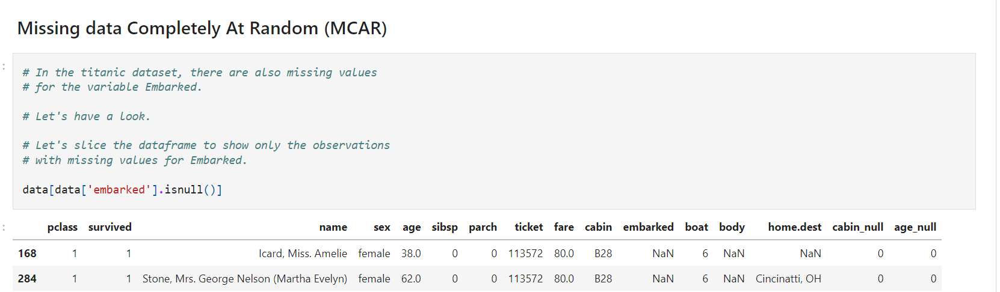 Missing data Completely At Random (MCAR)
:
# In the titanic dataset, there are also missing values
# for the variable Embarked.
# Let's have a look.
# Let's slice the dataframe to show only the observations
# with missing values for Embarked.
data[data['embarked'].isnull()]
:
pclass survived name sex age sibsp parch ticket fare cabin embarked boat body home.dest cabin_null age_null
168 1 1 Icard, Miss. Amelie female 38.0 0 0 113572 80.0 B28 NaN 6 NaN NaN 0 0
284 1 1 Stone, Mrs. George Nelson (Martha Evelyn) female 62.0 0 0 113572 80.0 B28 NaN 6 NaN Cincinatti, OH 0 0